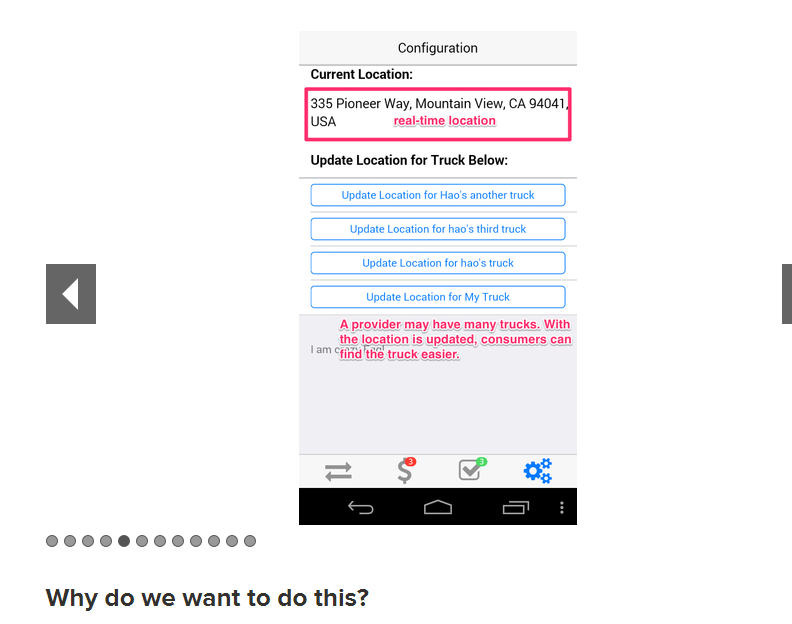 Configuration
Current Location:
335 Pioneer Way, Mountain View, CA 94041,
USA
real-time location
Update Location for Truck Below:
Update Location for Hao's another truck
Update Location for hao's third truck
Update Location for hao's truck
Update Location for My Truck
A provider may have many trucks. With
the location is updated, consumers can
find the truck easier.
I am
3
3
Why do we want to do this?